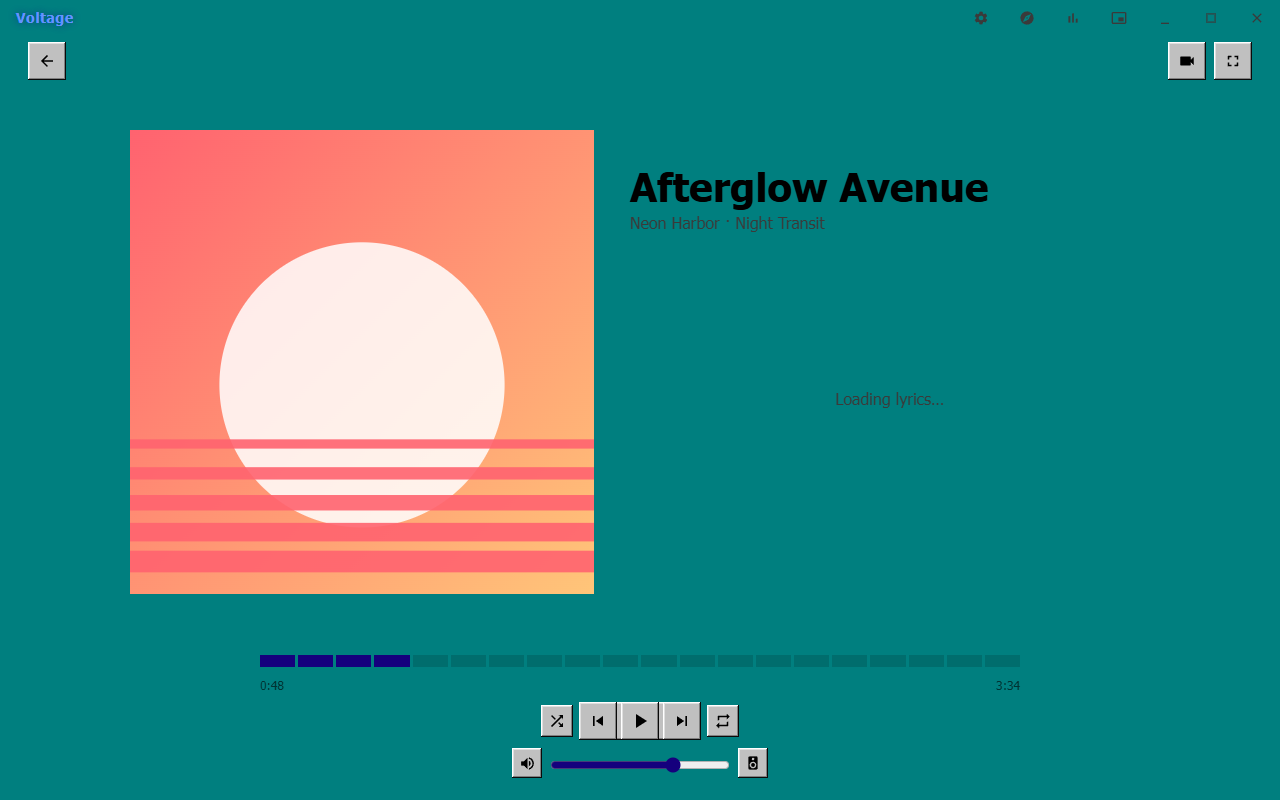 Voltage
Afterglow Avenue
Neon Harbor · Night Transit
Loading lyrics...
0:48
3:34